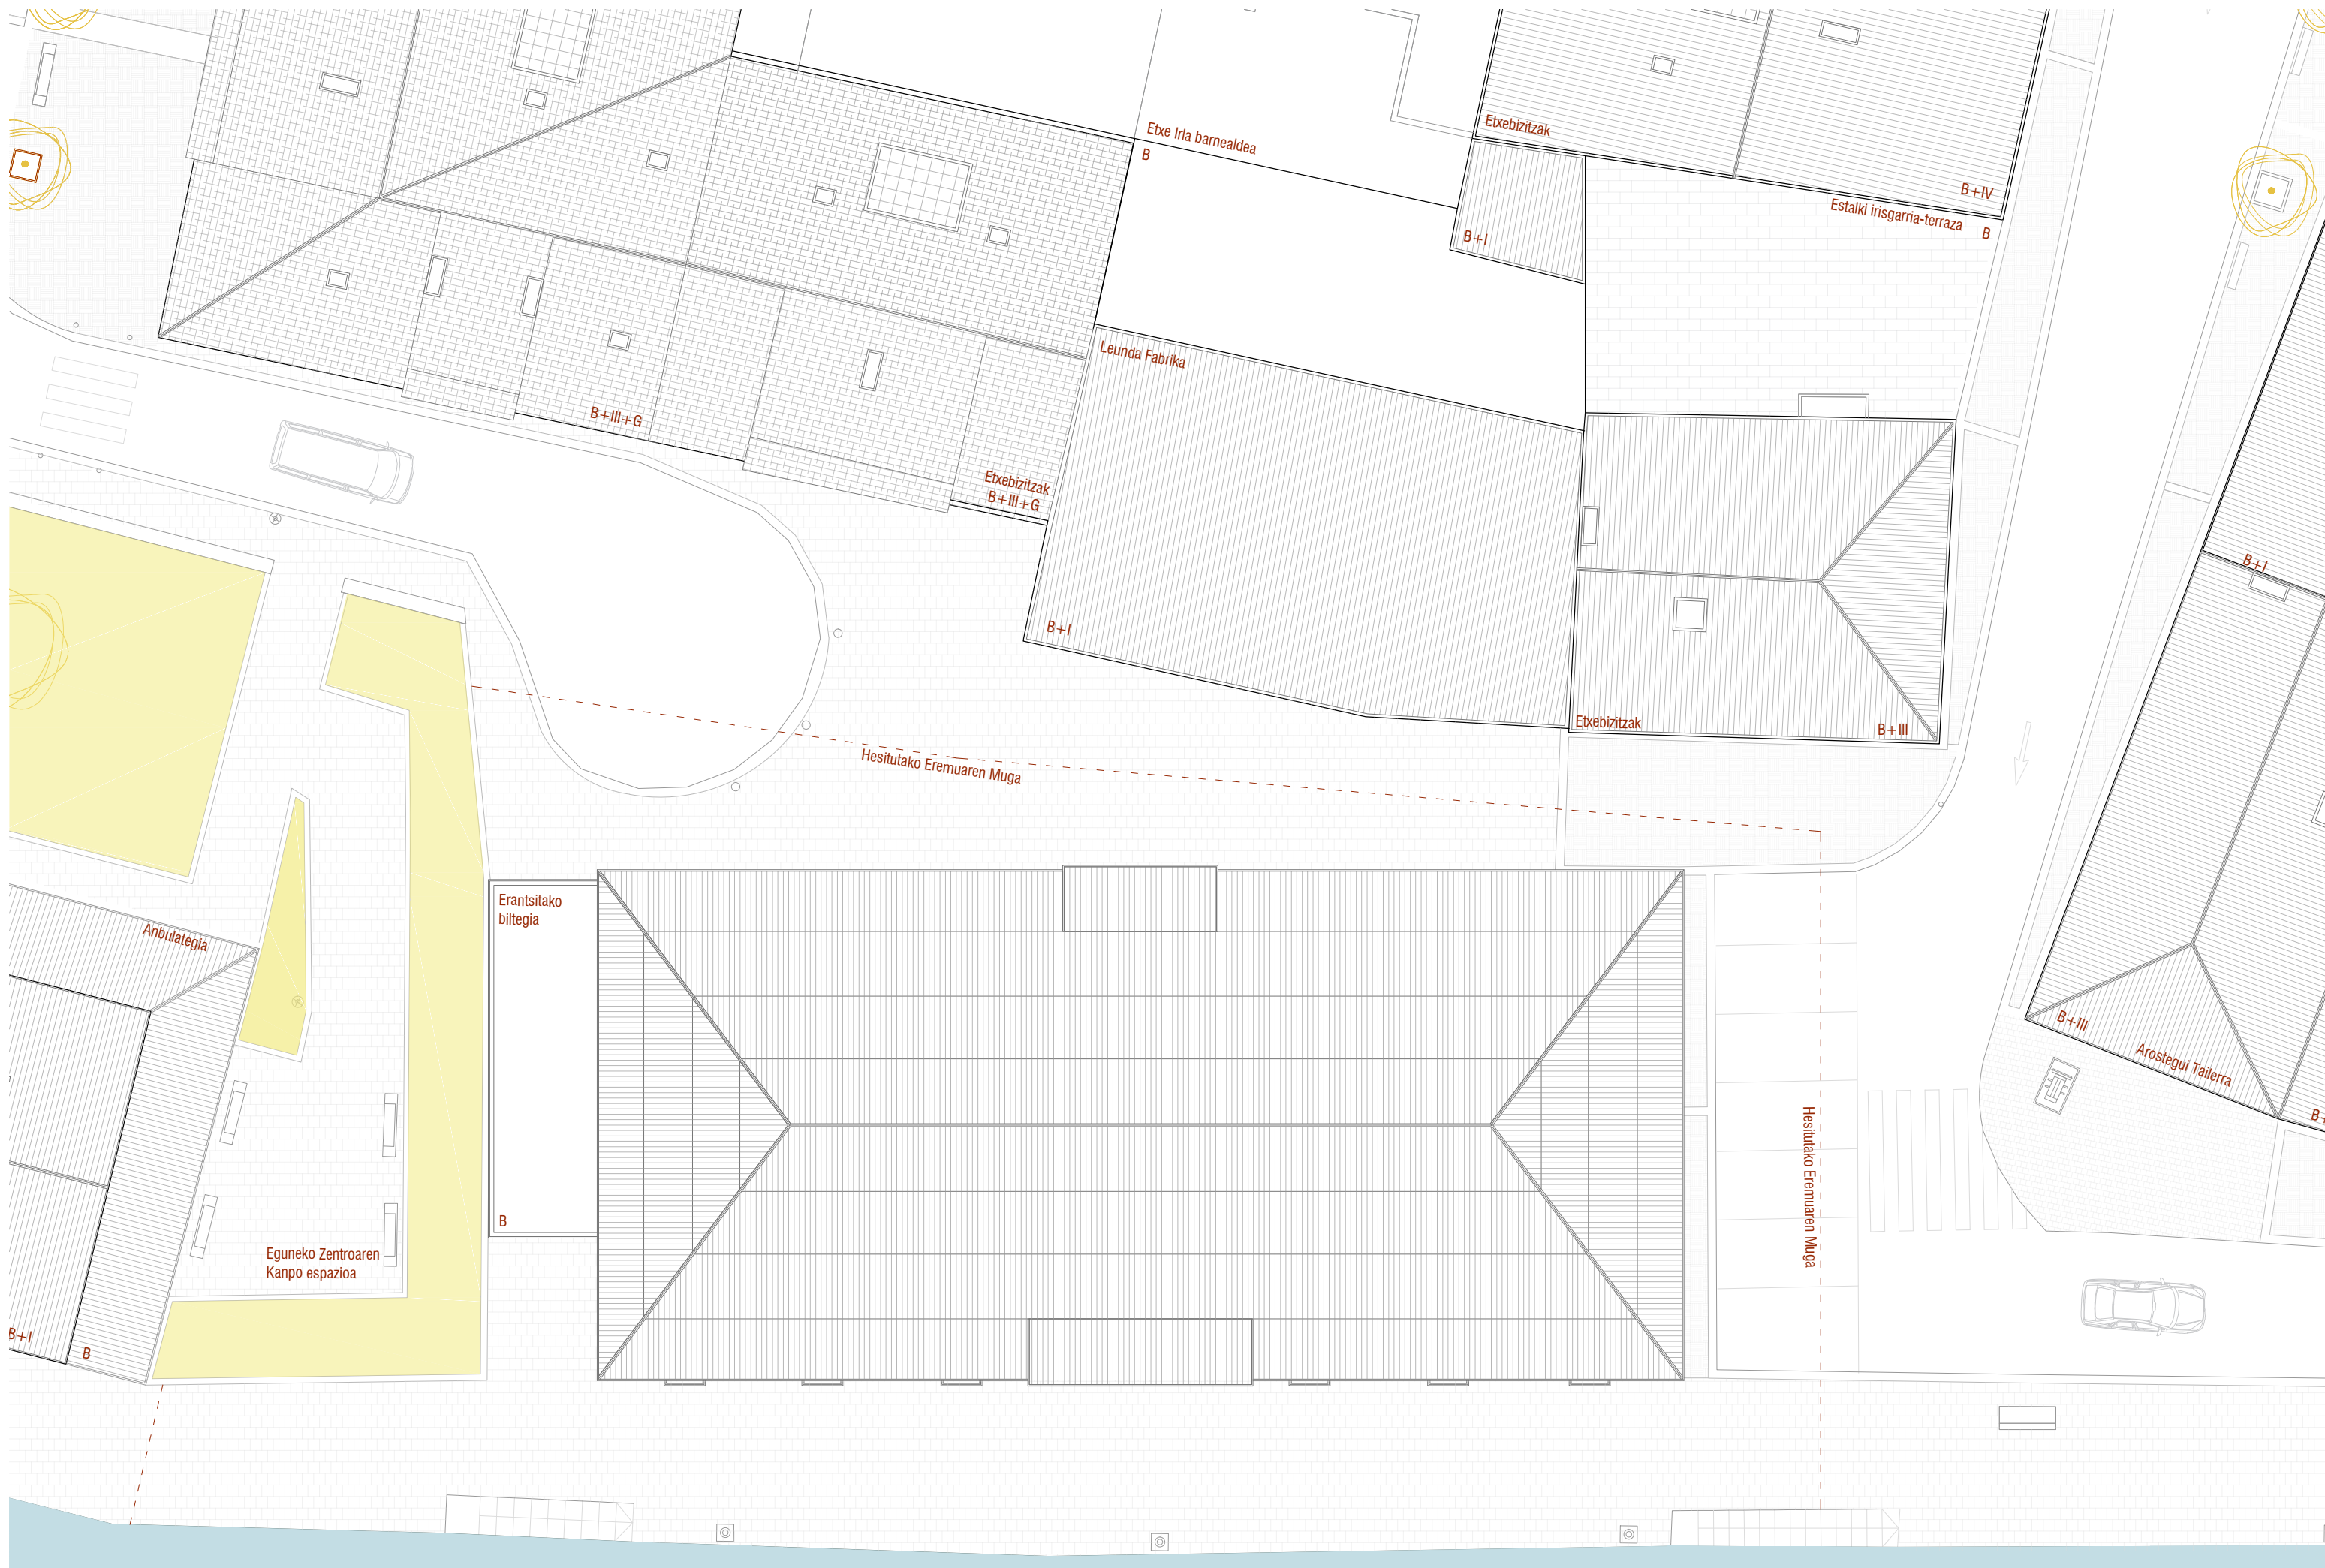 Etxe Irla barnealdea
B
Etxebizitzak
B+IV
Estalki irisgarria-terraza
B
B+I
Leunda Fabrika
B+III+G
Etxebizitzak
B+III+G
B+I
B+I
Etxebizitzak
B+III
Hesitutako Eremuaren Muga
Erantsitako
biltegia
Anbulategia
B+III
Arostegui Tailerra
Hesitutako Eremuaren Muga
B
Eguneko Zentroaren
Kanpo espazioa
B+I
B